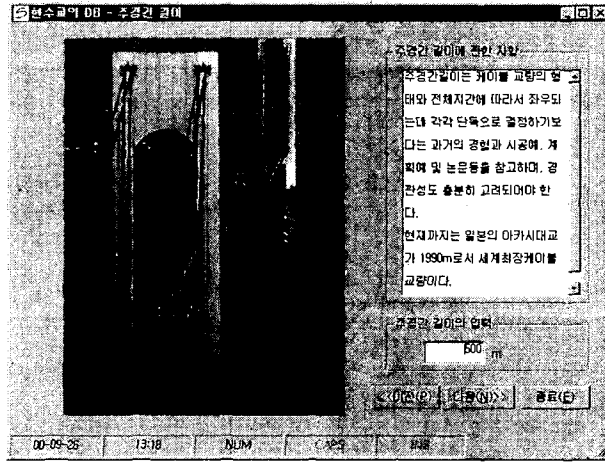 현수교의 DB - 주경간 길이
주경간 길이에 관한 사항
주경간길이는 케이블 교량의 형
태와 전체지간에 따라서 좌우되
는데 각각 단독으로 결정하기보
다는 과거의 경험과 시공예, 계
획예 및 논문등을 참고하며, 경
관성도 충분히 고려되어야 한
다.
현재까지는 일본의 아카시대교
가 1990m로서 세계최장케이블
교량이다.
주경간 길이의 입력
600 m
<<이전(P) 다음(N)>> 종료(E)
00-09-26 13:18 NUM CAPS INS